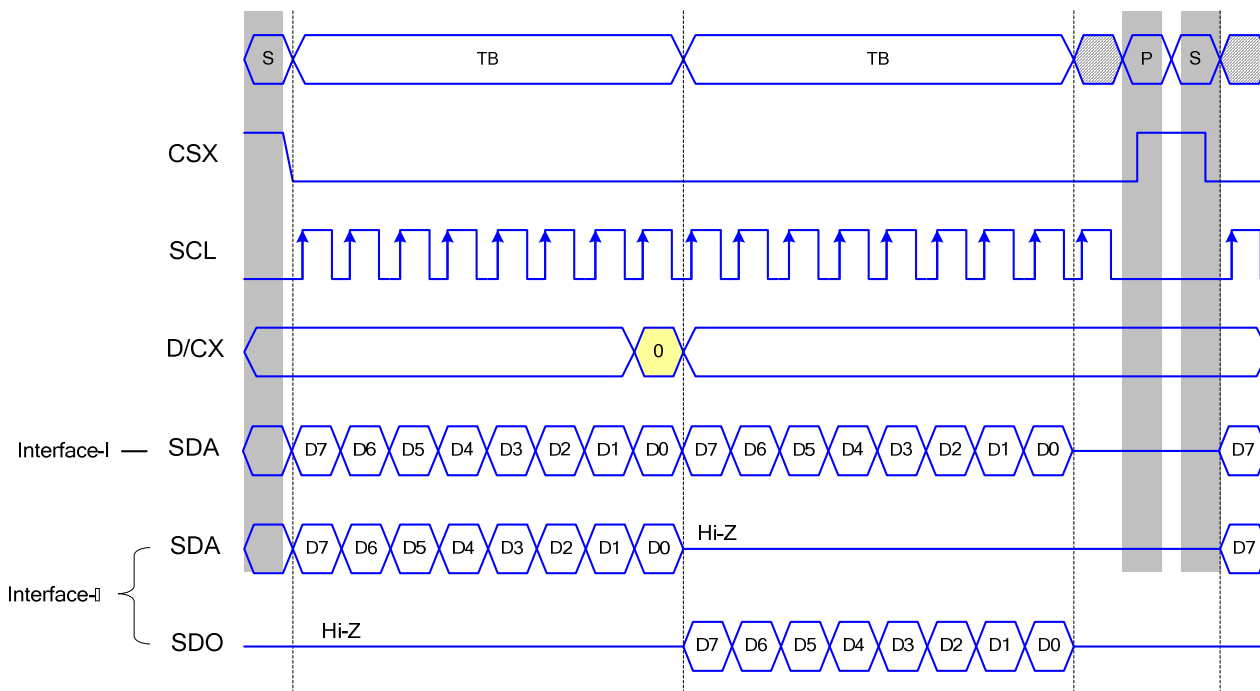 S TB TB P S
CSX
SCL
D/CX 0
Interface-I SDA D7 D6 D5 D4 D3 D2 D1 D0 D7 D6 D5 D4 D3 D2 D1 D0 D7
SDA D7 D6 D5 D4 D3 D2 D1 D0 Hi-Z D7
Interface-▯
SDO Hi-Z D7 D6 D5 D4 D3 D2 D1 D0